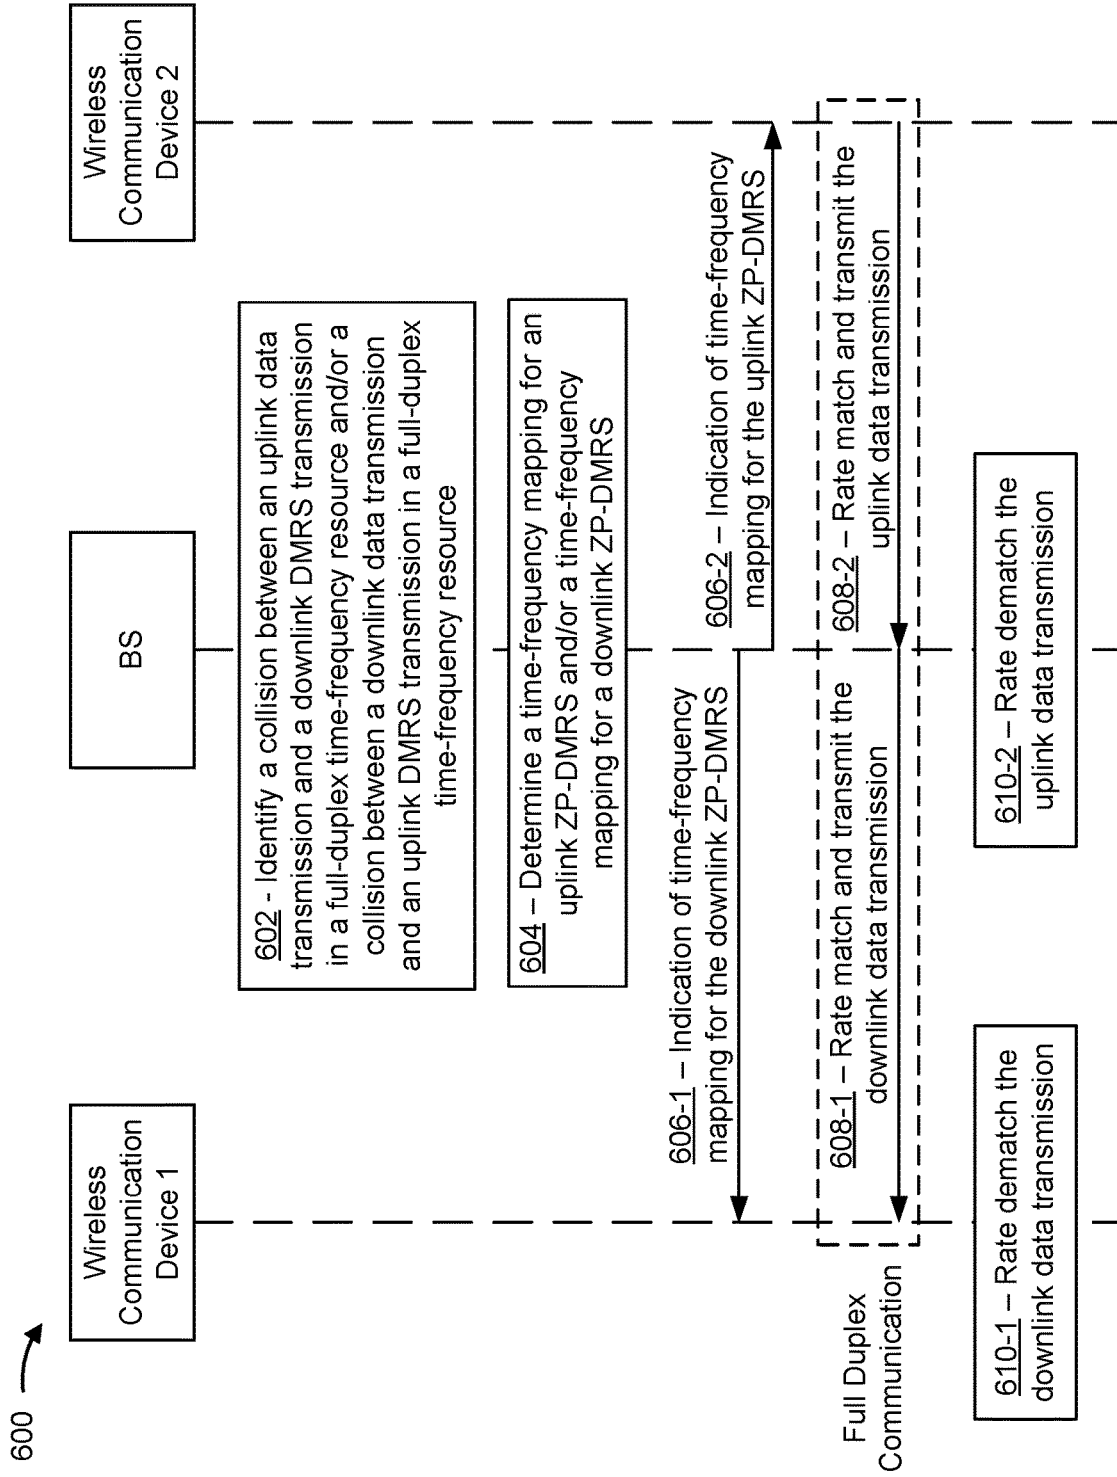 600
Wireless
Communication
Device 1
BS
Wireless
Communication
Device 2
602 - Identify a collision between an uplink data
transmission and a downlink DMRS transmission
in a full-duplex time-frequency resource and/or a
collision between a downlink data transmission
and an uplink DMRS transmission in a full-duplex
time-frequency resource
604 – Determine a time-frequency mapping for an
uplink ZP-DMRS and/or a time-frequency
mapping for a downlink ZP-DMRS
606-1 – Indication of time-frequency
mapping for the downlink ZP-DMRS
606-2 – Indication of time-frequency
mapping for the uplink ZP-DMRS
Full Duplex
Communication
608-1 – Rate match and transmit the
downlink data transmission
608-2 – Rate match and transmit the
uplink data transmission
610-1 – Rate dematch the
downlink data transmission
610-2 – Rate dematch the
uplink data transmission